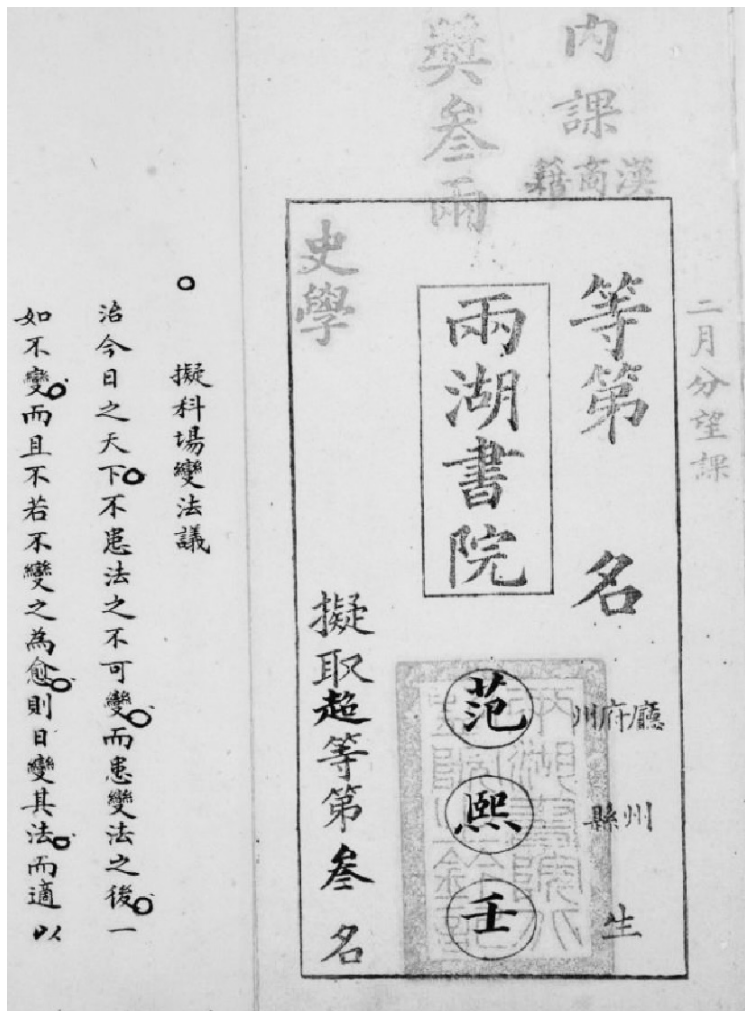 二月分望課
內課
漢商籍
獎叁兩
等第 名
廳府州
州縣
生
兩湖書院
范熙壬
史學
擬取超等第叁名
擬科場變法議
治今日之天下不患法之不可變而患變法之後一
如不變而且不若不變之為愈則日變其法而適以